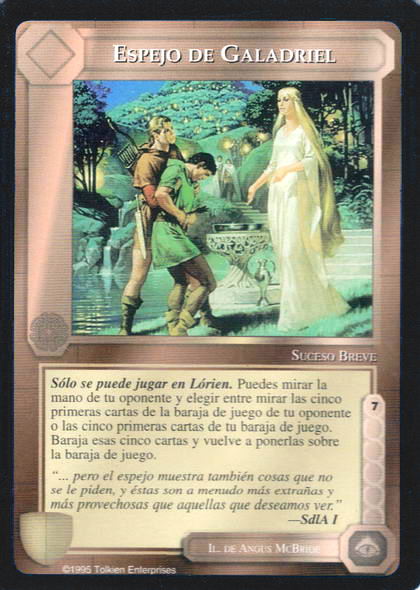 Espejo de Galadriel
Suceso Breve
Sólo se puede jugar en Lórien. Puedes mirar la
mano de tu oponente y elegir entre mirar las cinco
primeras cartas de la baraja de juego de tu oponente
o las cinco primeras cartas de tu baraja de juego.
Baraja esas cinco cartas y vuelve a ponerlas sobre
la baraja de juego.
7
“... pero el espejo muestra también cosas que no
se le piden, y éstas son a menudo más extrañas y
más provechosas que aquellas que deseamos ver.”
—SdlA I
Il. de Angus McBride
©1995 Tolkien Enterprises